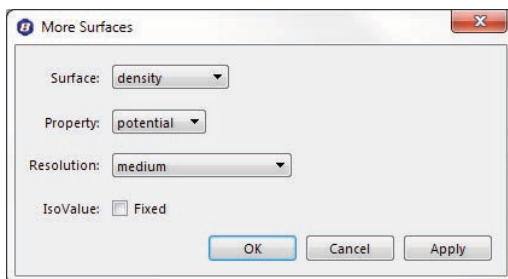 More Surfaces
Surface: density
Property: potential
Resolution: medium
IsoValue: Fixed
OK Cancel Apply